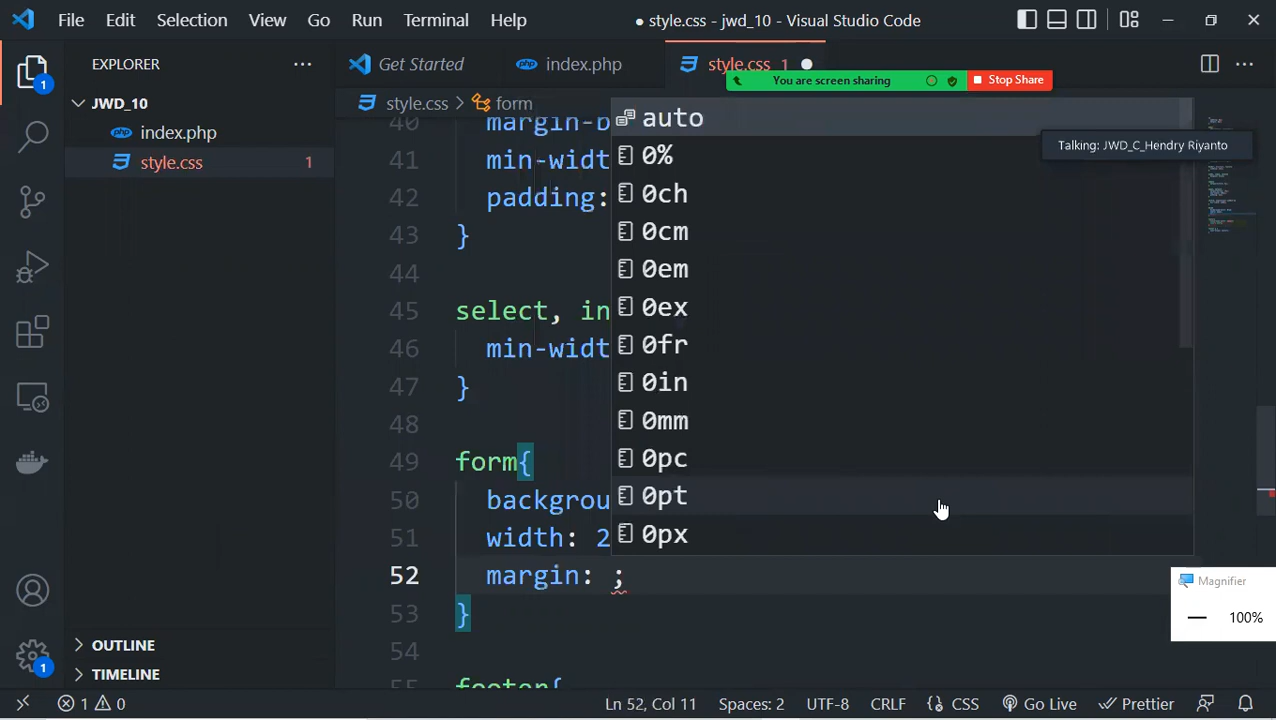 File Edit Selection View Go Run Terminal Help
● style.css - jwd_10 - Visual Studio Code
EXPLORER
Get Started
index.php
style.css 1
You are screen sharing
Stop Share
JWD_10
index.php
style.css 1
style.css > form
Talking: JWD_C_Hendry Riyanto
auto
0%
0ch
0cm
0em
0ex
0fr
0in
0mm
0pc
0pt
0px
40 margin-b
41 min-widt
42 padding:
43 }
44
45 select, in
46 min-widt
47 }
48
49 form{
50 backgrou
51 width: 2
52 margin: ;
53 }
54
55 footer{
Magnifier
100%
1
1
OUTLINE
TIMELINE
1 0 Ln 52, Col 11 Spaces: 2 UTF-8 CRLF CSS Go Live Prettier